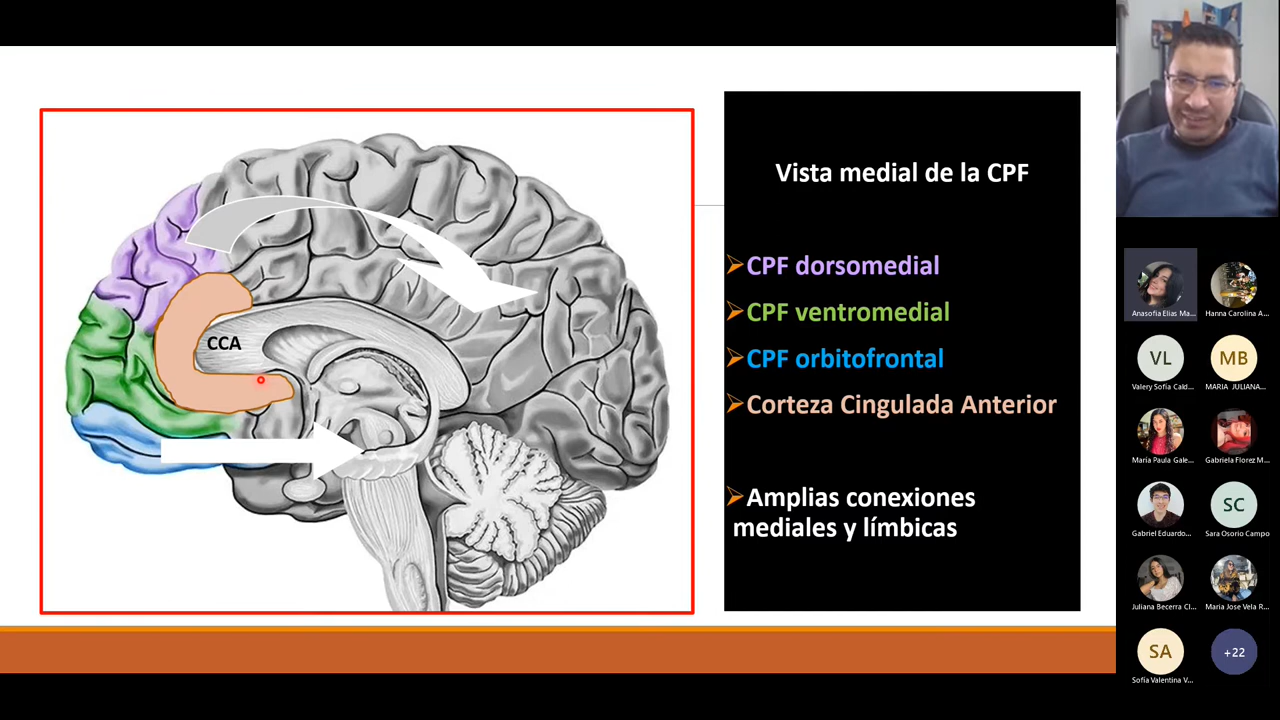 Vista medial de la CPF
CPF dorsomedial
CPF ventromedial
CPF orbitofrontal
Corteza Cingulada Anterior
Amplias conexiones
mediales y límbicas
CCA
Anasofia Elias Ma...
Hanna Carolina A...
VL
Valery Sofia Cald...
MB
MARIA JULIANA...
María Paula Gale...
Gabriela Florez M...
Gabriel Eduardo...
SC
Sara Osorio Campo
Juliana Becerra Cl...
Maria Jose Vela R...
SA
Sofía Valentina V...
+22